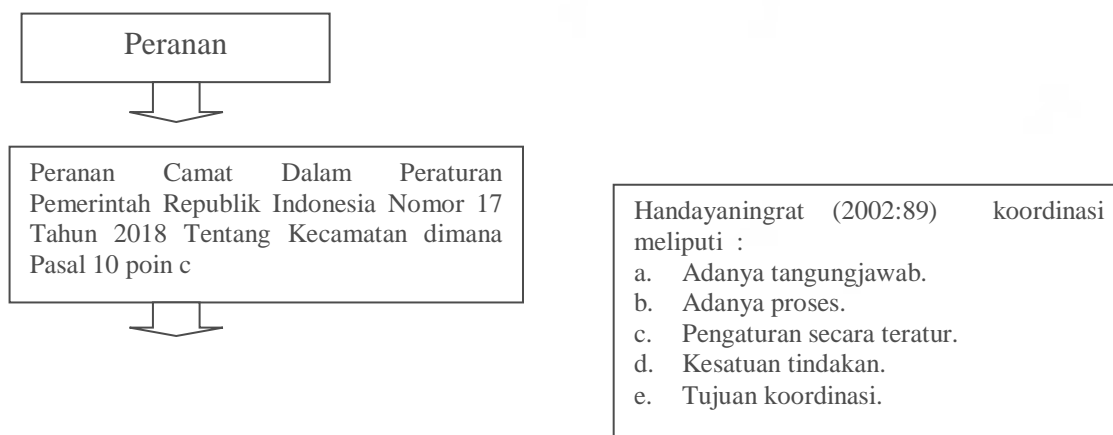 Peranan
Peranan Camat Dalam Peraturan
Pemerintah Republik Indonesia Nomor 17
Tahun 2018 Tentang Kecamatan dimana
Pasal 10 poin c
Handayaningrat (2002:89) koordinasi
meliputi :
a. Adanya tangungjawab.
b. Adanya proses.
c. Pengaturan secara teratur.
d. Kesatuan tindakan.
e. Tujuan koordinasi.